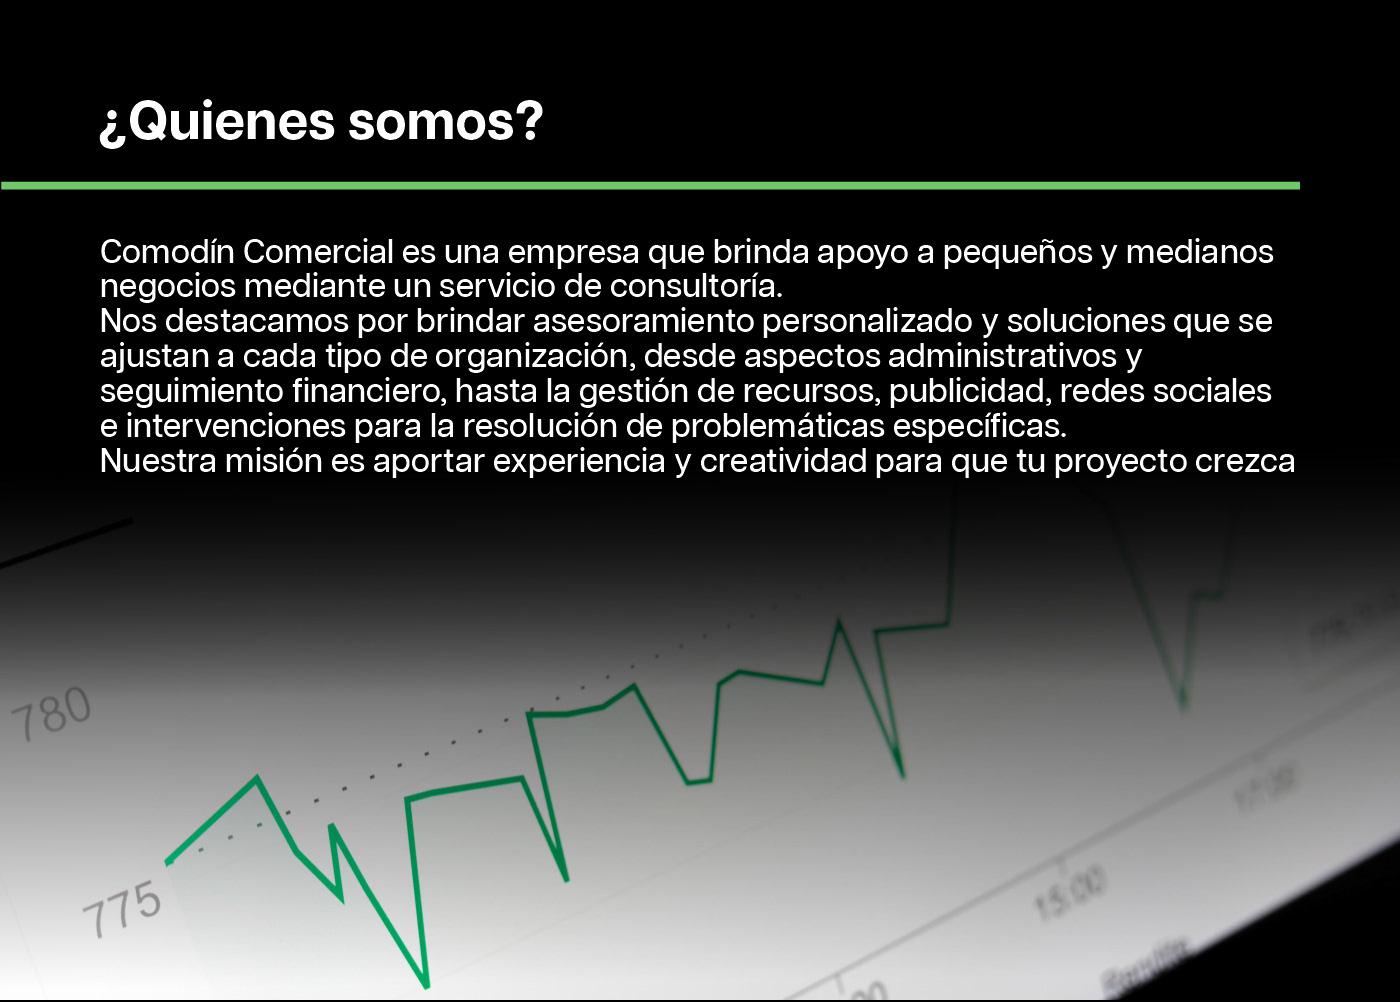 ¿Quienes somos?
Comodín Comercial es una empresa que brinda apoyo a pequeños y medianos
negocios mediante un servicio de consultoría.
Nos destacamos por brindar asesoramiento personalizado y soluciones que se
ajustan a cada tipo de organización, desde aspectos administrativos y
seguimiento financiero, hasta la gestión de recursos, publicidad, redes sociales
e intervenciones para la resolución de problemáticas específicas.
Nuestra misión es aportar experiencia y creatividad para que tu proyecto crezca
780
775
15:00